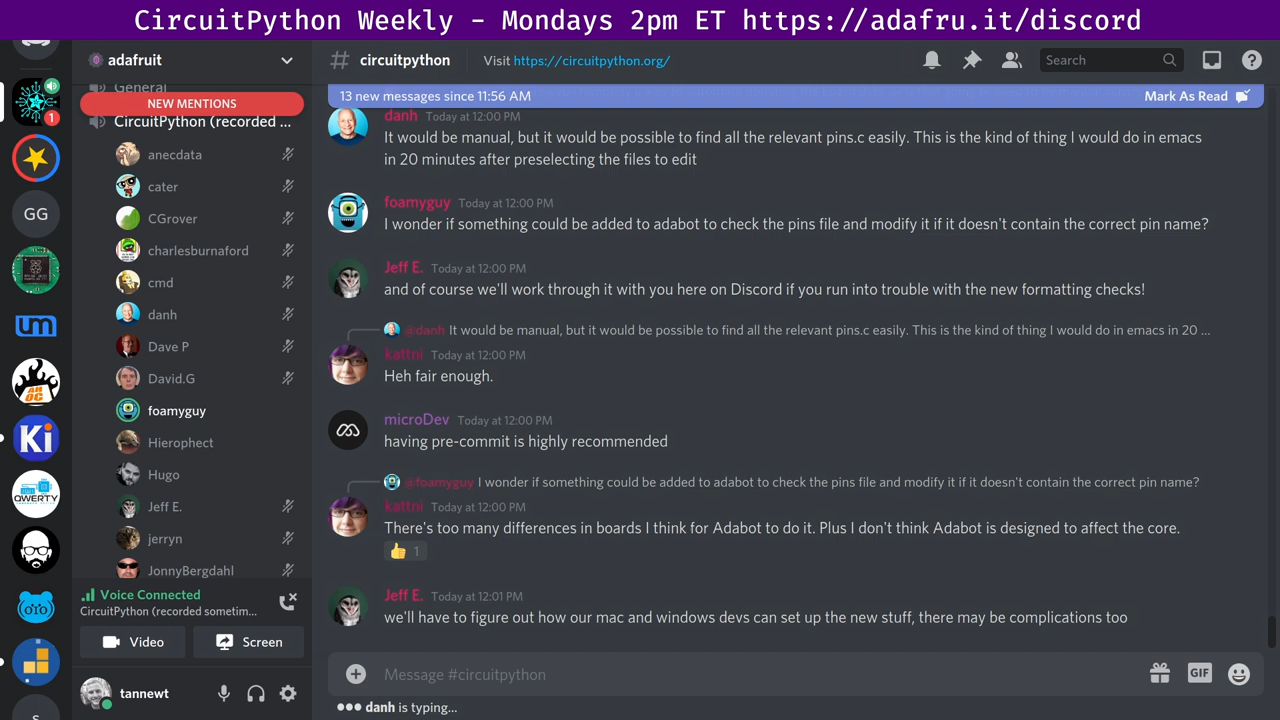 CircuitPython Weekly – Mondays 2pm ET https://adafru.it/discord
adafruit
General
NEW MENTIONS
CircuitPython (recorded ...
anecdata
cater
CGrover
charlesburnaford
cmd
danh
Dave P
David.G
foamyguy
Hierophect
Hugo
Jeff E.
jerryn
JonnyBergdahl
Voice Connected
CircuitPython (recorded sometim...
Video
Screen
tannewt
1
GG
um
AH
OC
Ki
QWERTY
S
# circuitpython
Visit https://circuitpython.org/
Search
13 new messages since 11:56 AM
Mark As Read
danh Today at 12:00 PM
It would be manual, but it would be possible to find all the relevant pins.c easily. This is the kind of thing I would do in emacs
in 20 minutes after preselecting the files to edit
foamyguy Today at 12:00 PM
I wonder if something could be added to adabot to check the pins file and modify it if it doesn't contain the correct pin name?
Jeff E. Today at 12:00 PM
and of course we'll work through it with you here on Discord if you run into trouble with the new formatting checks!
@danh It would be manual, but it would be possible to find all the relevant pins.c easily. This is the kind of thing I would do in emacs in 20 ...
kattni Today at 12:00 PM
Heh fair enough.
microDev Today at 12:00 PM
having pre-commit is highly recommended
@foamyguy I wonder if something could be added to adabot to check the pins file and modify it if it doesn't contain the correct pin name?
kattni Today at 12:00 PM
There's too many differences in boards I think for Adabot to do it. Plus I don't think Adabot is designed to affect the core.
👍 1
Jeff E. Today at 12:01 PM
we'll have to figure out how our mac and windows devs can set up the new stuff, there may be complications too
Message #circuitpython
GIF
danh is typing...